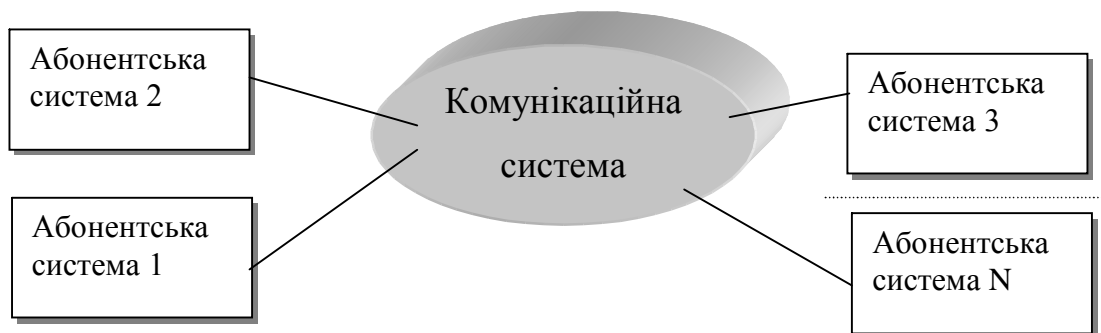 Абонентська
система 2
Комунікаційна
система
Абонентська
система 3
Абонентська
система 1
Абонентська
система N